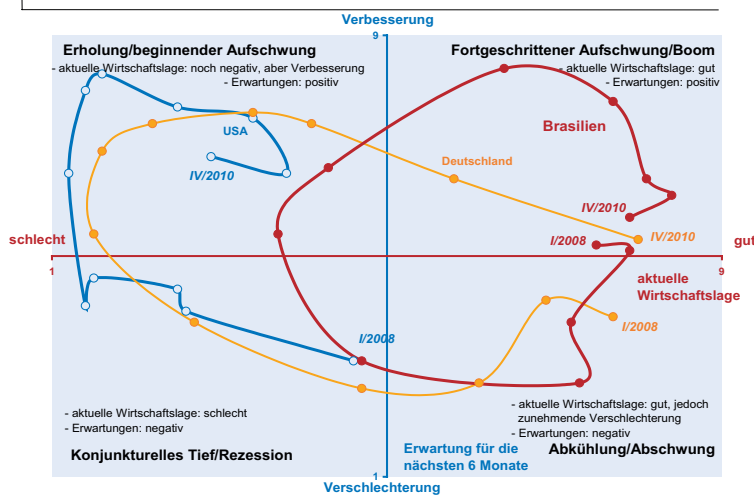 Verbesserung
9
Erholung/beginnender Aufschwung
- aktuelle Wirtschaftslage: noch negativ, aber Verbesserung
- Erwartungen: positiv
Fortgeschrittener Aufschwung/Boom
- aktuelle Wirtschaftslage: gut
- Erwartungen: positiv
USA
Brasilien
Deutschland
IV/2010
IV/2010
IV/2010
I/2008
schlecht
gut
1
9
aktuelle
Wirtschaftslage
I/2008
I/2008
- aktuelle Wirtschaftslage: schlecht
- Erwartungen: negativ
Konjunkturelles Tief/Rezession
- aktuelle Wirtschaftslage: gut, jedoch
zunehmende Verschlechterung
- Erwartungen: negativ
Abkühlung/Abschwung
Erwartung für die
nächsten 6 Monate
1
Verschlechterung